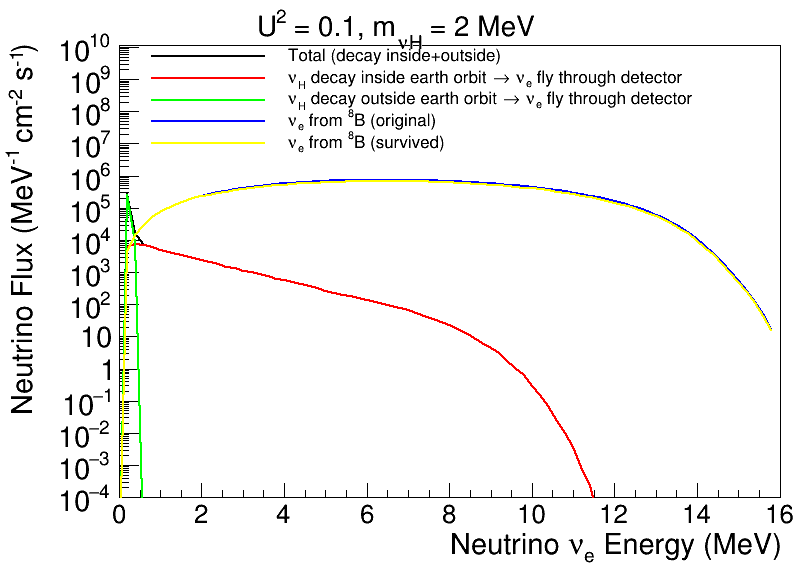 U² = 0.1, m_νH = 2 MeV
Total (decay inside+outside)
ν_H decay inside earth orbit → ν_e fly through detector
ν_H decay outside earth orbit → ν_e fly through detector
ν_e from ⁸B (original)
ν_e from ⁸B (survived)
Neutrino Flux (MeV⁻¹ cm⁻² s⁻¹)
10¹⁰
10⁹
10⁸
10⁷
10⁶
10⁵
10⁴
10³
10²
10
1
10⁻¹
10⁻²
10⁻³
10⁻⁴
0 2 4 6 8 10 12 14 16
Neutrino ν_e Energy (MeV)